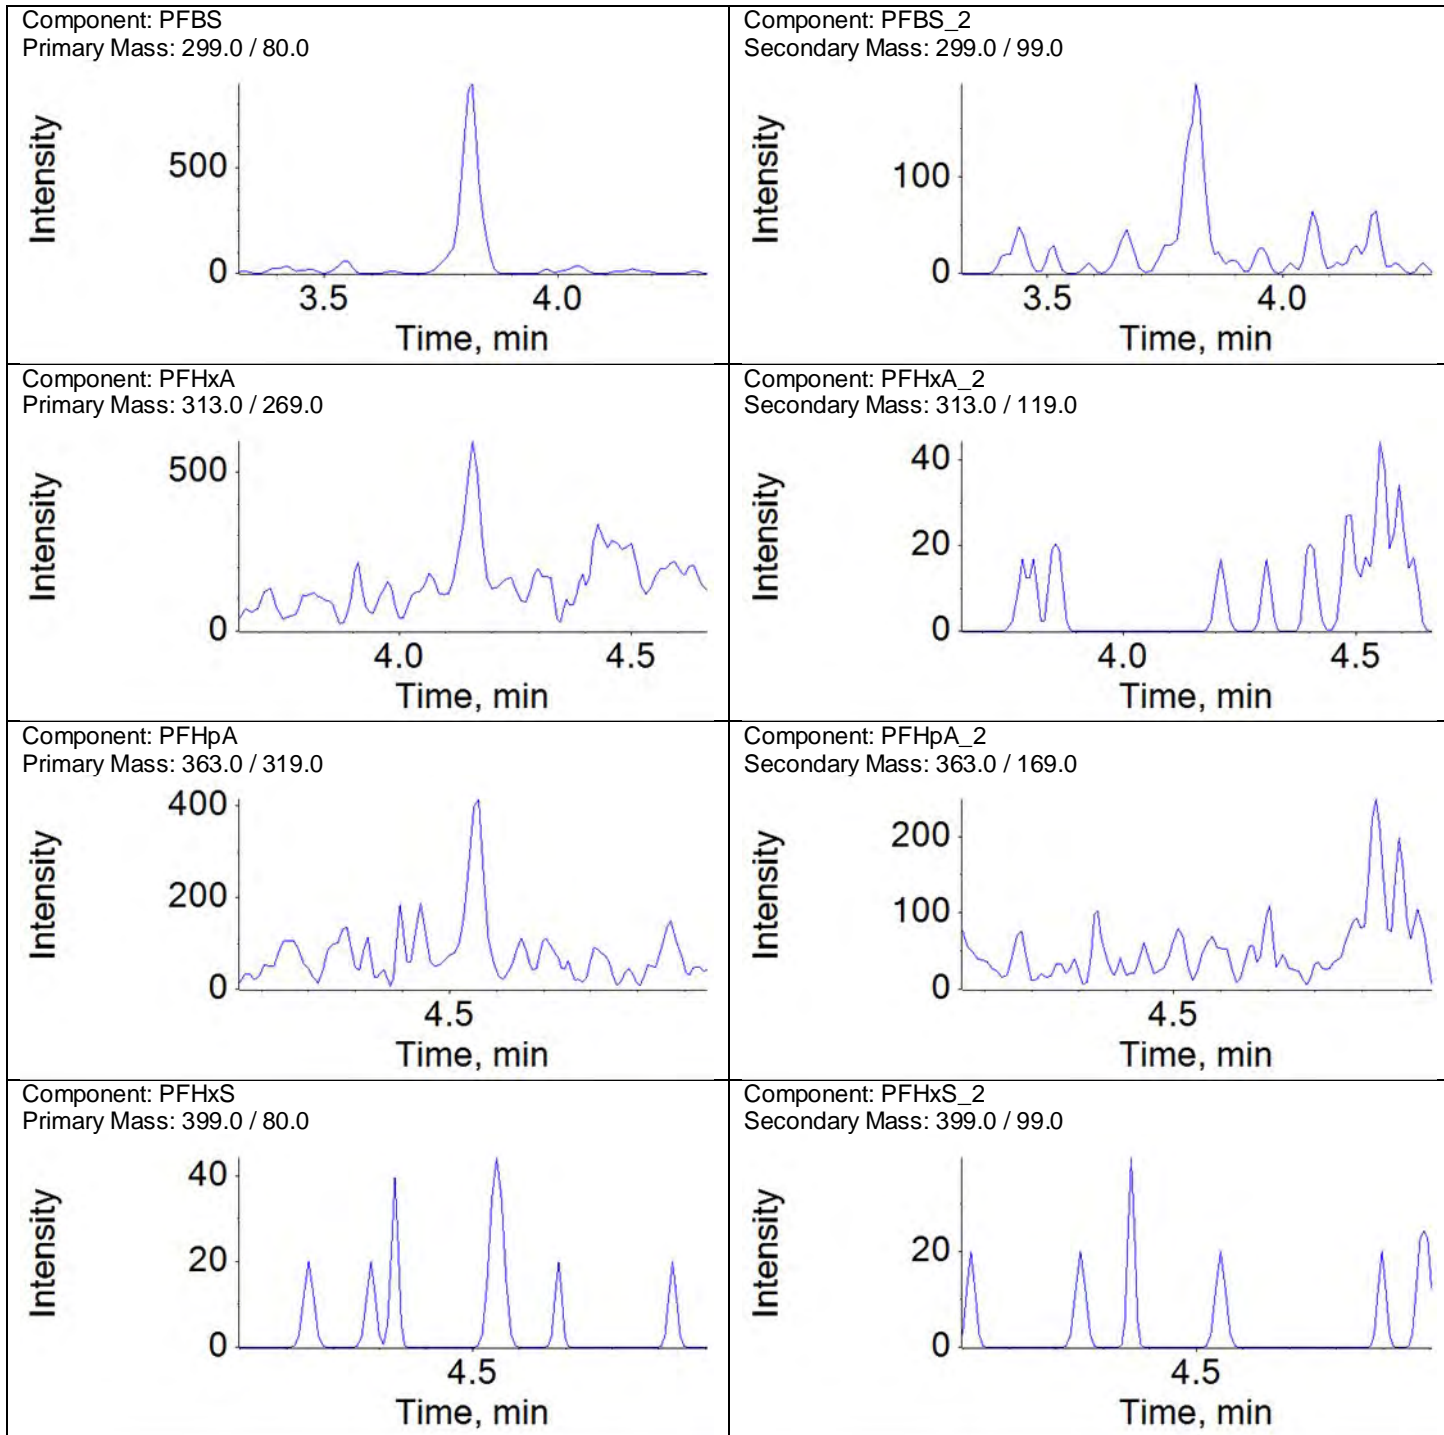 Component: PFBS
Primary Mass: 299.0 / 80.0
Intensity
500
0
3.5
4.0
Time, min
Component: PFBS_2
Secondary Mass: 299.0 / 99.0
Intensity
100
0
3.5
4.0
Time, min
Component: PFHxA
Primary Mass: 313.0 / 269.0
Intensity
500
0
4.0
4.5
Time, min
Component: PFHxA_2
Secondary Mass: 313.0 / 119.0
Intensity
40
20
0
4.0
4.5
Time, min
Component: PFHpA
Primary Mass: 363.0 / 319.0
Intensity
400
200
0
4.5
Time, min
Component: PFHpA_2
Secondary Mass: 363.0 / 169.0
Intensity
200
100
0
4.5
Time, min
Component: PFHxS
Primary Mass: 399.0 / 80.0
Intensity
40
20
0
4.5
Time, min
Component: PFHxS_2
Secondary Mass: 399.0 / 99.0
Intensity
20
0
4.5
Time, min